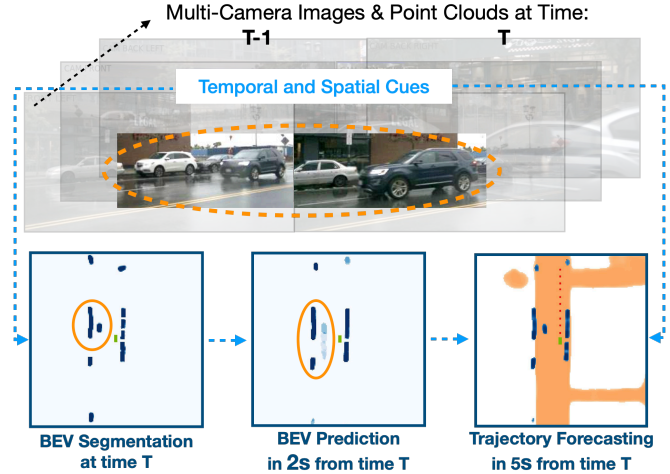 Multi-Camera Images & Point Clouds at Time:
T-1 T
Temporal and Spatial Cues
BEV Segmentation
at time T
BEV Prediction
in 2s from time T
Trajectory Forecasting
in 5s from time T